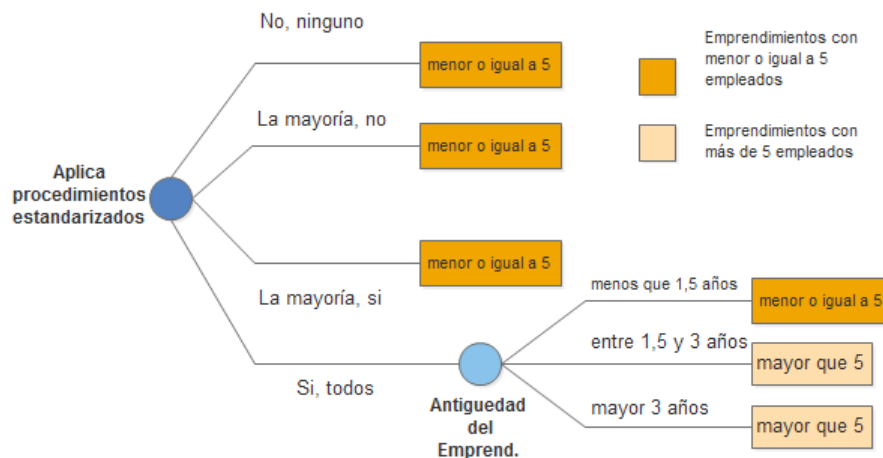 No, ninguno
menor o igual a 5
Emprendimientos con
menor o igual a 5
empleados
La mayoría, no
menor o igual a 5
Emprendimientos con
más de 5 empleados
Aplica
procedimientos
estandarizados
menor o igual a 5
La mayoría, si
menos que 1,5 años
menor o igual a 5
entre 1,5 y 3 años
mayor que 5
Si, todos
Antiguedad
del
Emprend.
mayor 3 años
mayor que 5